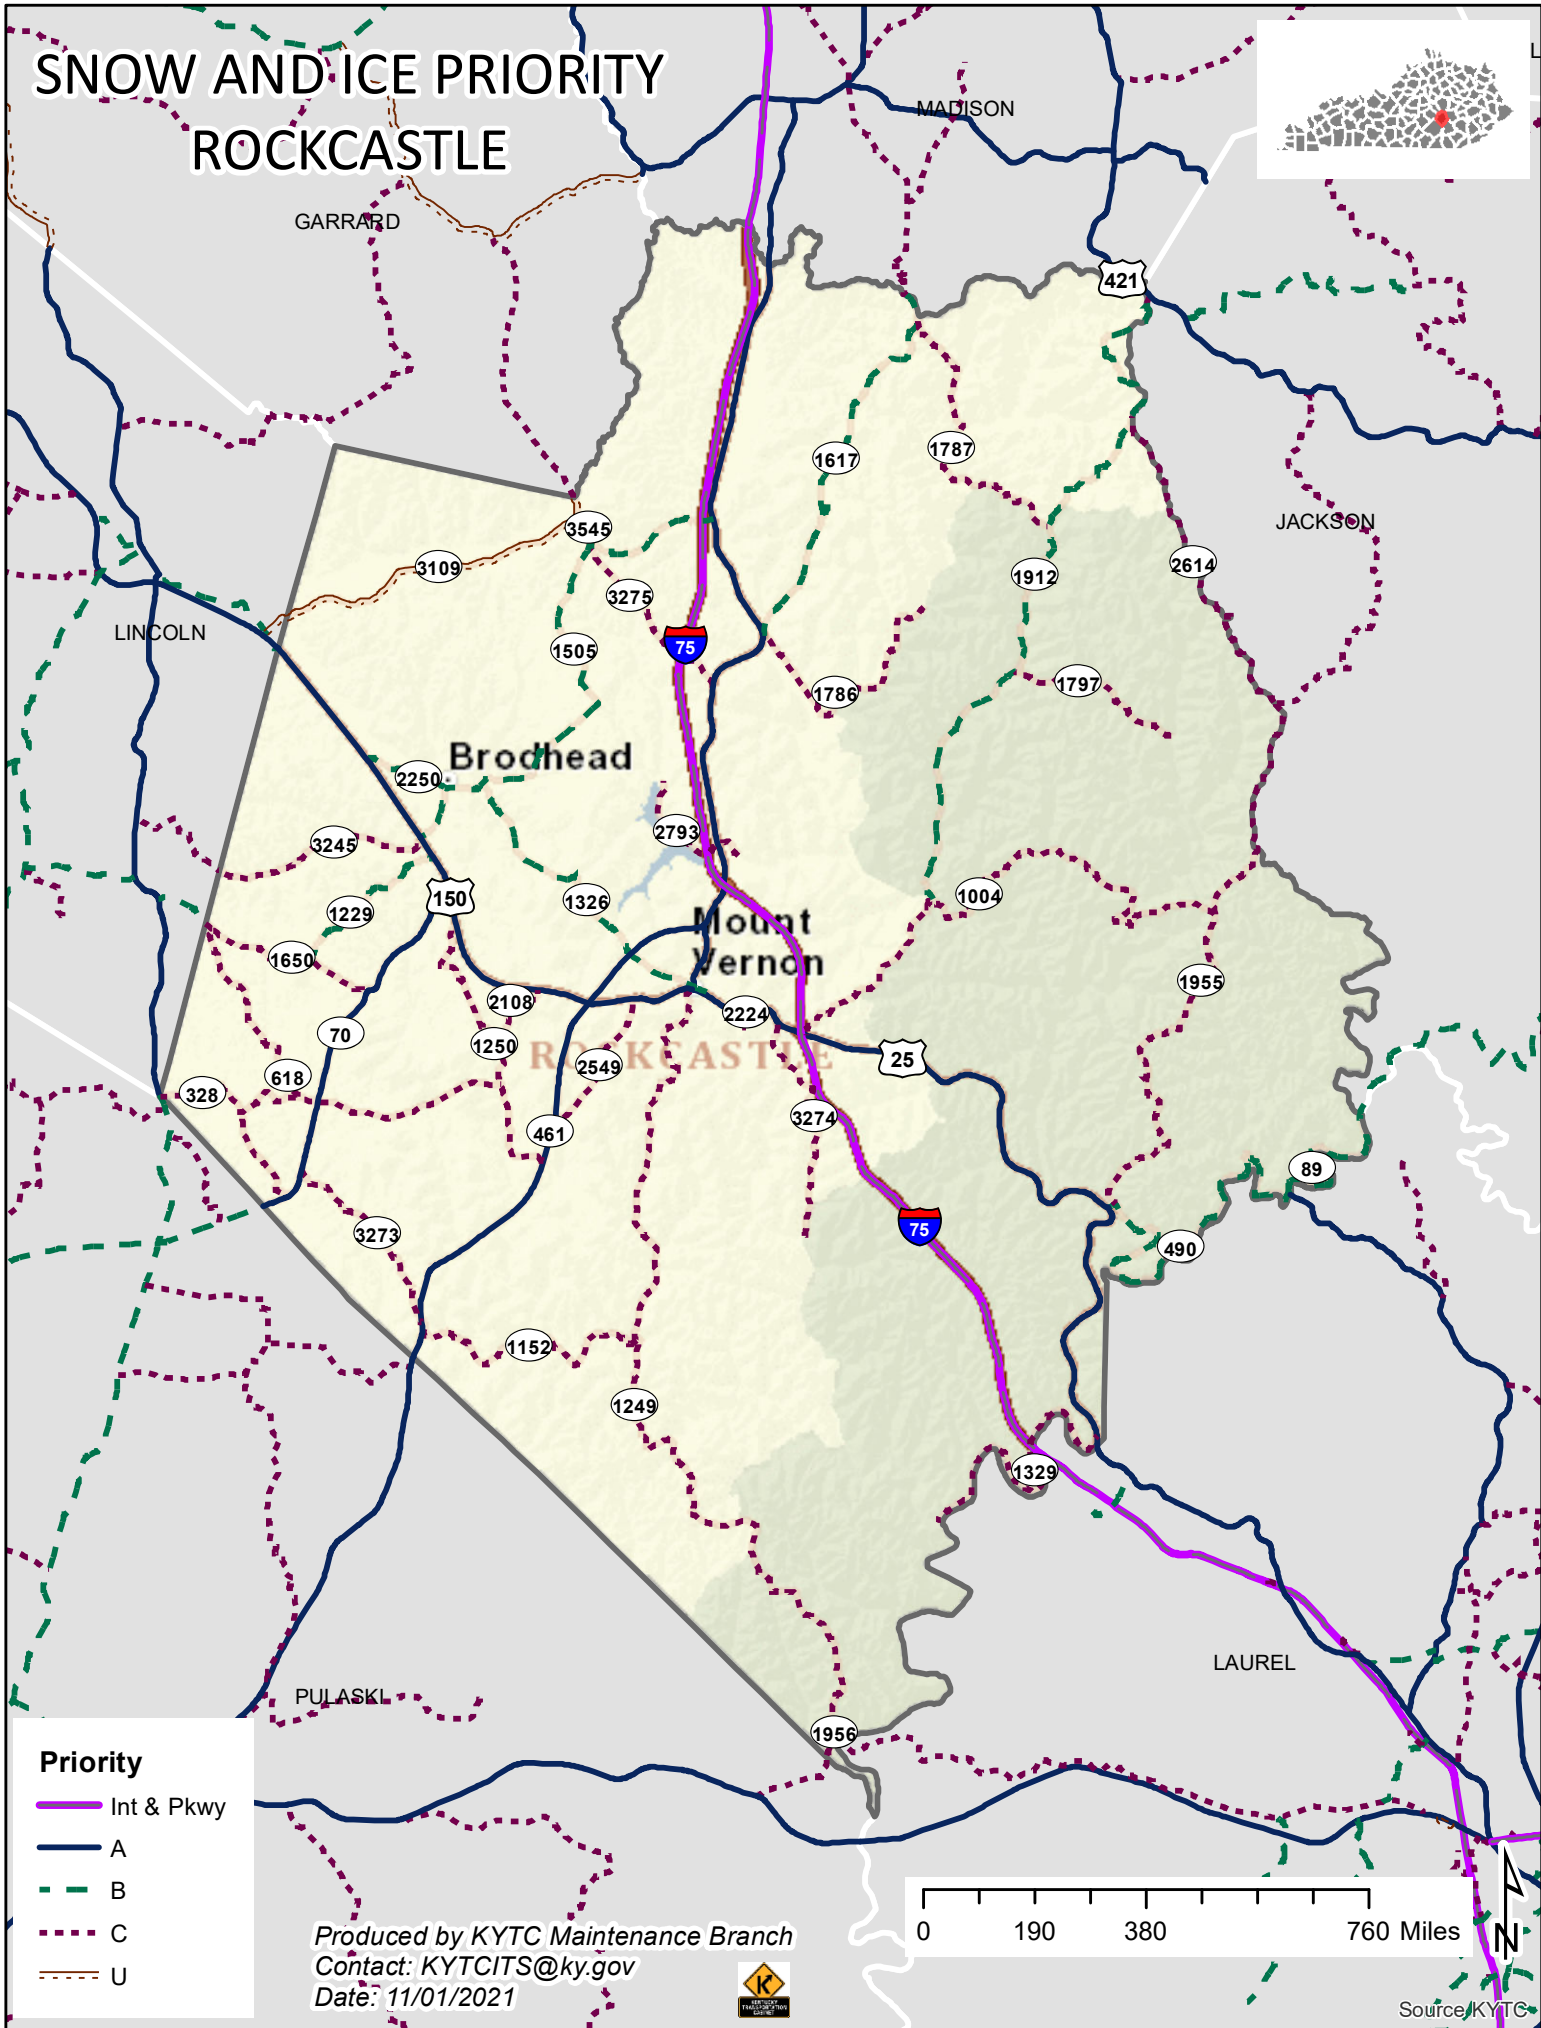 SNOW AND ICE PRIORITY
ROCKCASTLE
L
MADISON
GARRARD
421
1617
1787
3545
JACKSON
3109
1912
2614
3275
LINCOLN
75
1505
1797
1786
Brodhead
2250
2793
3245
150
1004
1326
1229
Mount
Vernon
1650
1955
2108
2224
70
1250
ROCKCASTLE
25
2549
618
328
3274
461
89
75
3273
490
1152
1249
1329
LAUREL
PULASKI
1956
Priority
Int & Pkwy
A
B
C
U
Produced by KYTC Maintenance Branch
Contact: KYTCITS@ky.gov
Date: 11/01/2021
K
KENTUCKY
TRANSPORTATION
CABINET
0 190 380 760 Miles
N
Source:KYTC